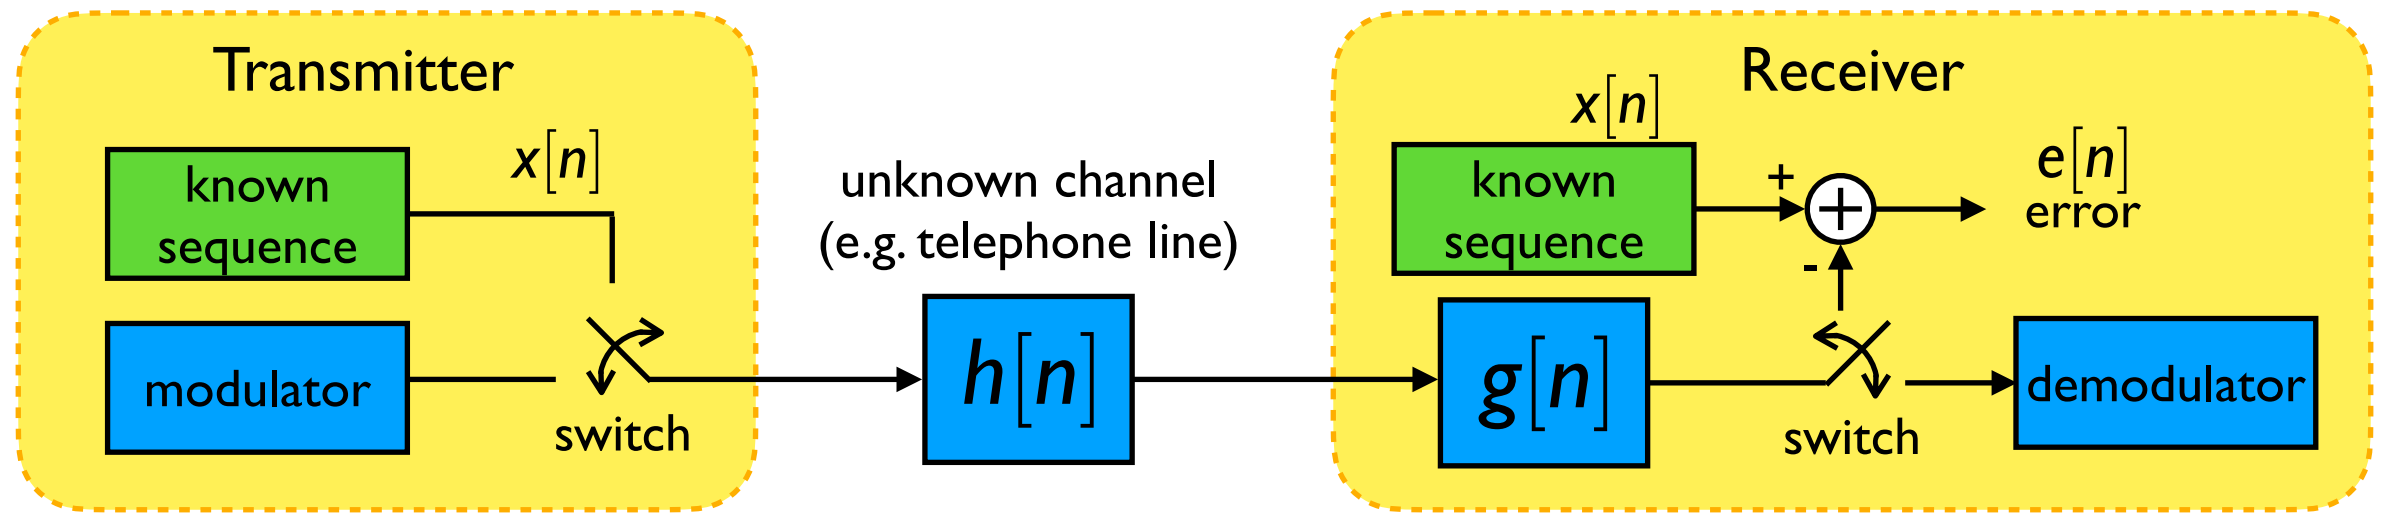 Transmitter
known
sequence
x[n]
modulator
switch
unknown channel
(e.g. telephone line)
h[n]
Receiver
x[n]
known
sequence
+
+
-
e[n]
error
g[n]
switch
demodulator